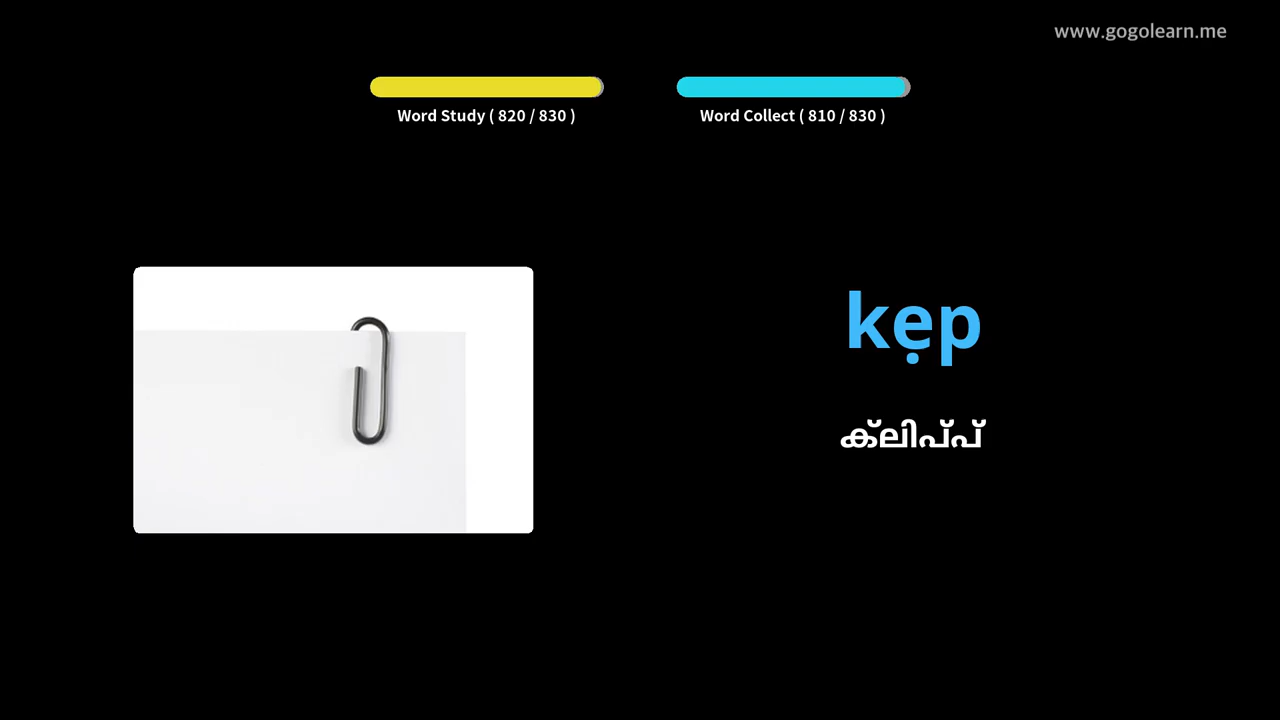 www.gogolearn.me
Word Study ( 820 / 830 )
Word Collect ( 810 / 830 )
kẹp
ക്ലിപ്പ്